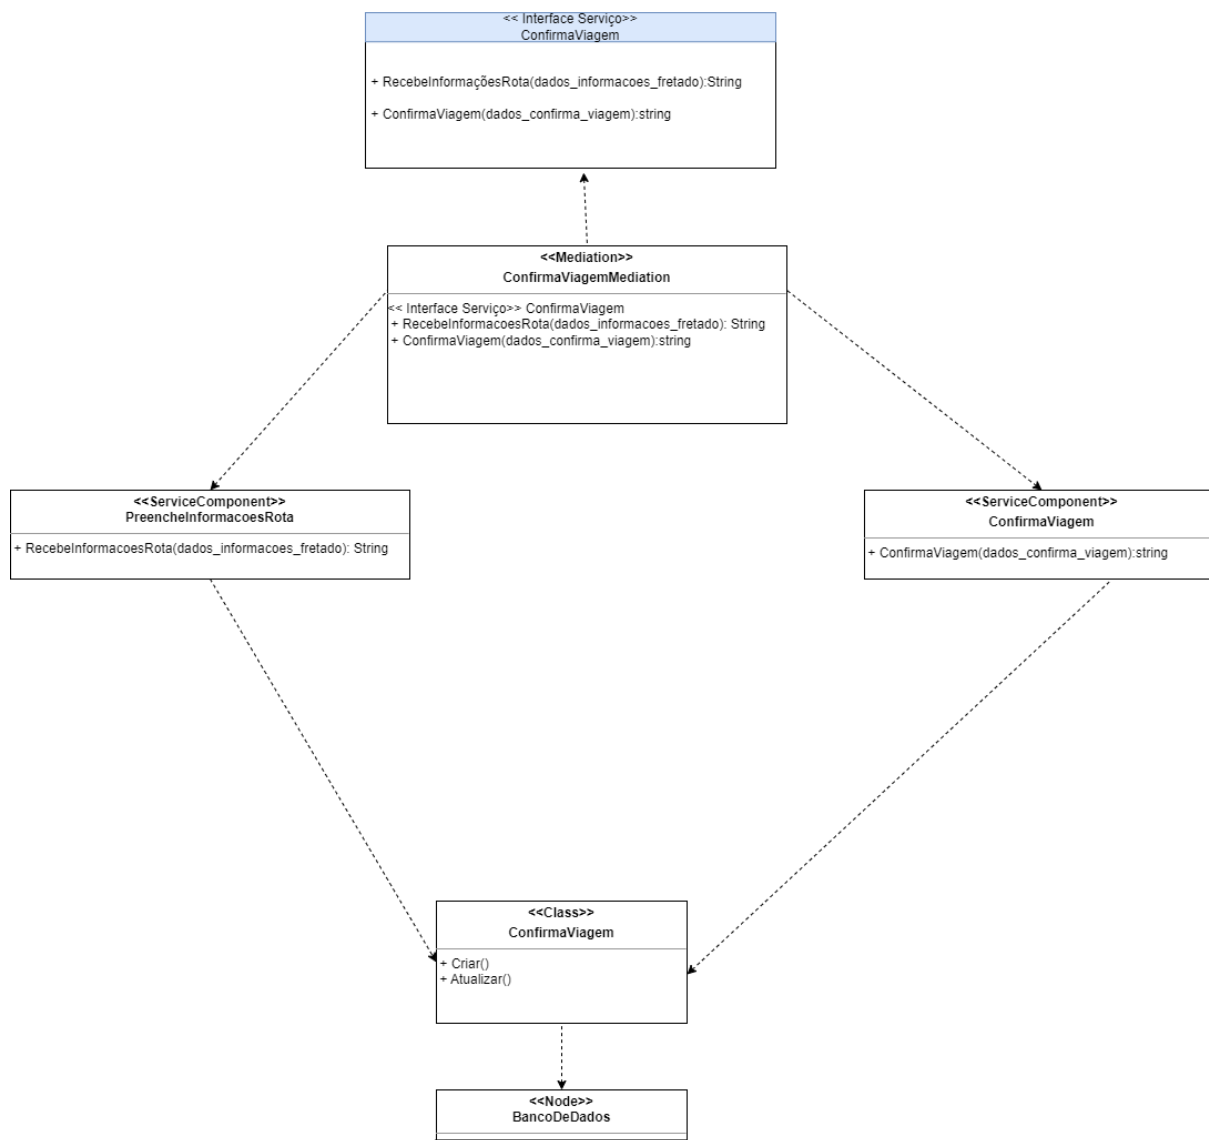 << Interface Serviço>>
ConfirmaViagem
+ RecebeInformaçõesRota(dados_informacoes_fretado):String
+ ConfirmaViagem(dados_confirma_viagem):string
<<Mediation>>
ConfirmaViagemMediation
<< Interface Serviço>> ConfirmaViagem
+ RecebeInformacoesRota(dados_informacoes_fretado): String
+ ConfirmaViagem(dados_confirma_viagem):string
<<ServiceComponent>>
PreencheInformacoesRota
+ RecebeInformacoesRota(dados_informacoes_fretado): String
<<ServiceComponent>>
ConfirmaViagem
+ ConfirmaViagem(dados_confirma_viagem):string
<<Class>>
ConfirmaViagem
+ Criar()
+ Atualizar()
<<Node>>
BancoDeDados